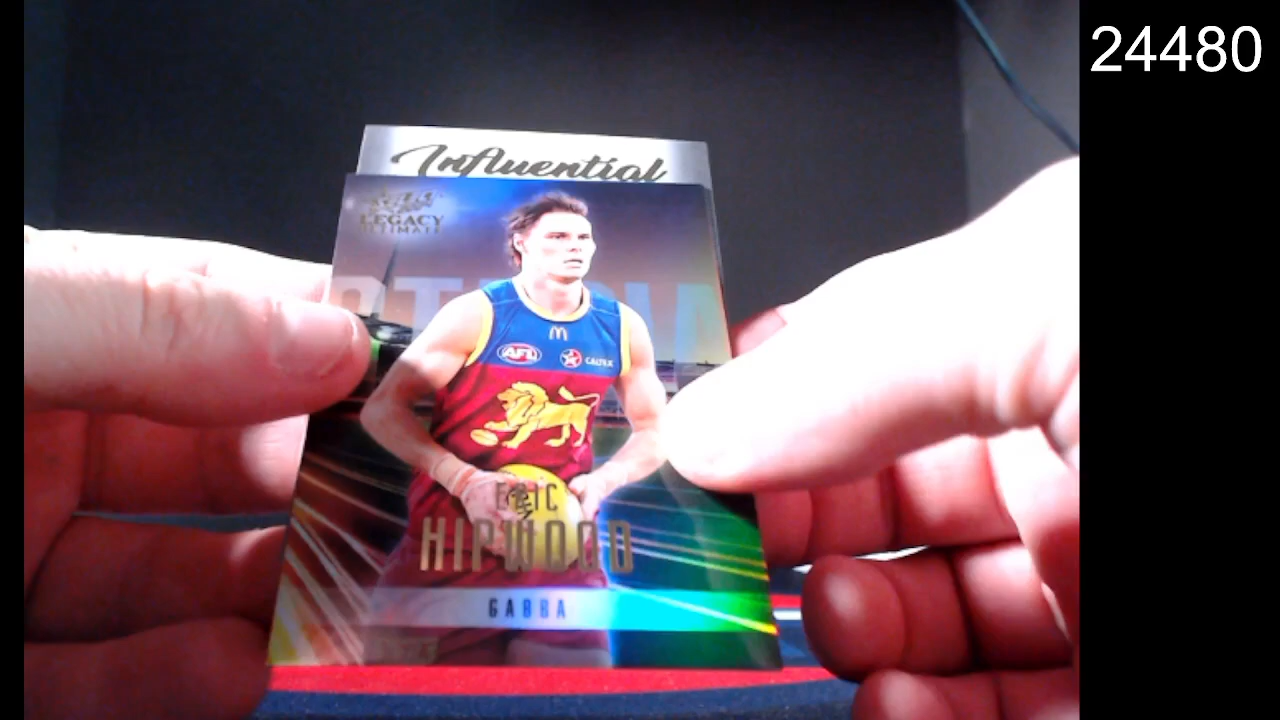 24480
Influential
LEGACY
ULTIMATE
AFL
CALTEX
ERIC
HIPWOOD
GABBA